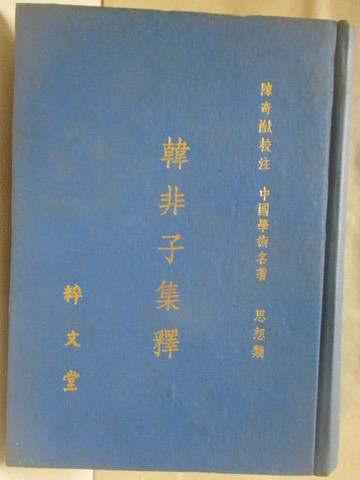 陳奇猷校注 中國學術名著 思想類
韓非子集釋
粹文堂